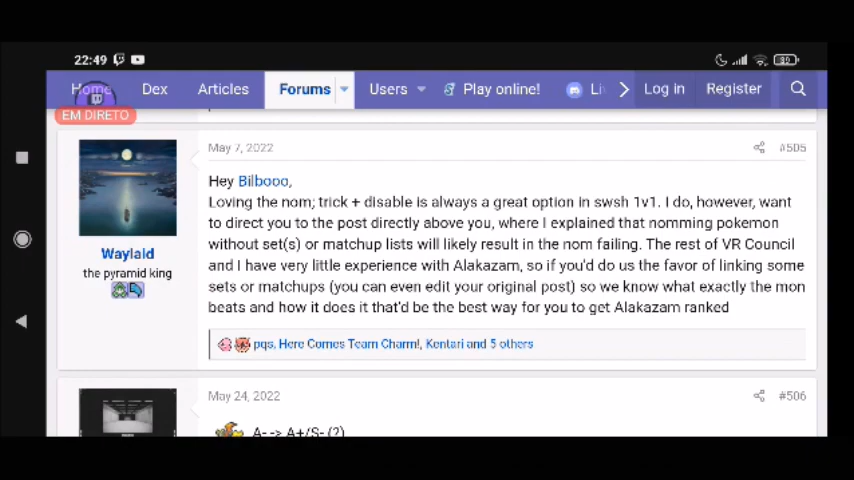 22:49
Home Dex Articles Forums Users Play online! Li Log in Register
EM DIRETO
May 7, 2022 #505
Hey Bilbooo,
Loving the nom; trick + disable is always a great option in swsh 1v1. I do, however, want
to direct you to the post directly above you, where I explained that nomming pokemon
without set(s) or matchup lists will likely result in the nom failing. The rest of VR Council
and I have very little experience with Alakazam, so if you'd do us the favor of linking some
sets or matchups (you can even edit your original post) so we know what exactly the mon
beats and how it does it that'd be the best way for you to get Alakazam ranked
Waylaid
the pyramid king
pqs, Here Comes Team Charm!, Kentari and 5 others
May 24, 2022 #506
A- --> A+/S- (?)